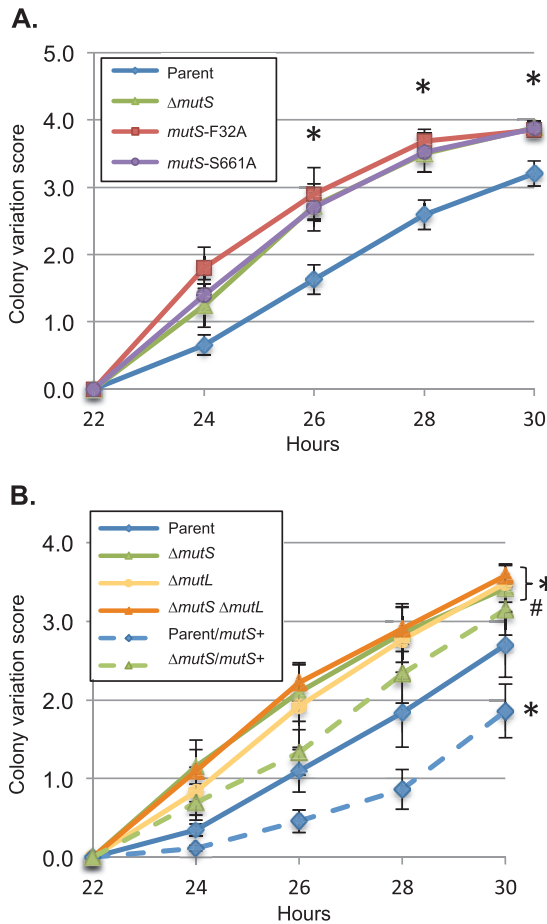 A.
5.0
4.0
3.0
2.0
1.0
0.0
Colony variation score
Parent
ΔmutS
mutS-F32A
mutS-S661A
*
*
*
22 24 26 28 30
Hours
B.
4.0
3.0
2.0
1.0
0.0
Colony variation score
Parent
ΔmutS
ΔmutL
ΔmutS ΔmutL
Parent/mutS+
ΔmutS/mutS+
*
#
*
22 24 26 28 30
Hours